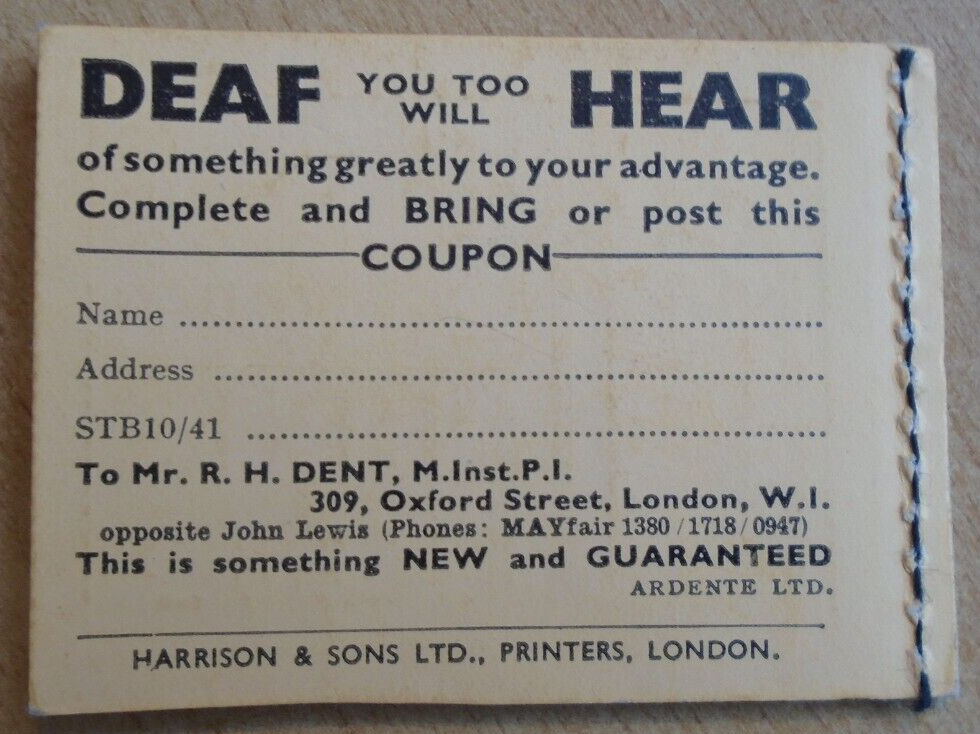 DEAF YOU TOO WILL HEAR
of something greatly to your advantage.
Complete and BRING or post this
COUPON
Name ..............................................................
Address ..........................................................
STB10/41 .......................................................
To Mr. R. H. DENT, M.Inst.P.I.
309, Oxford Street, London, W.I.
opposite John Lewis (Phones: MAYfair 1380/1718/0947)
This is something NEW and GUARANTEED
ARDENTE LTD.
HARRISON & SONS LTD., PRINTERS, LONDON.